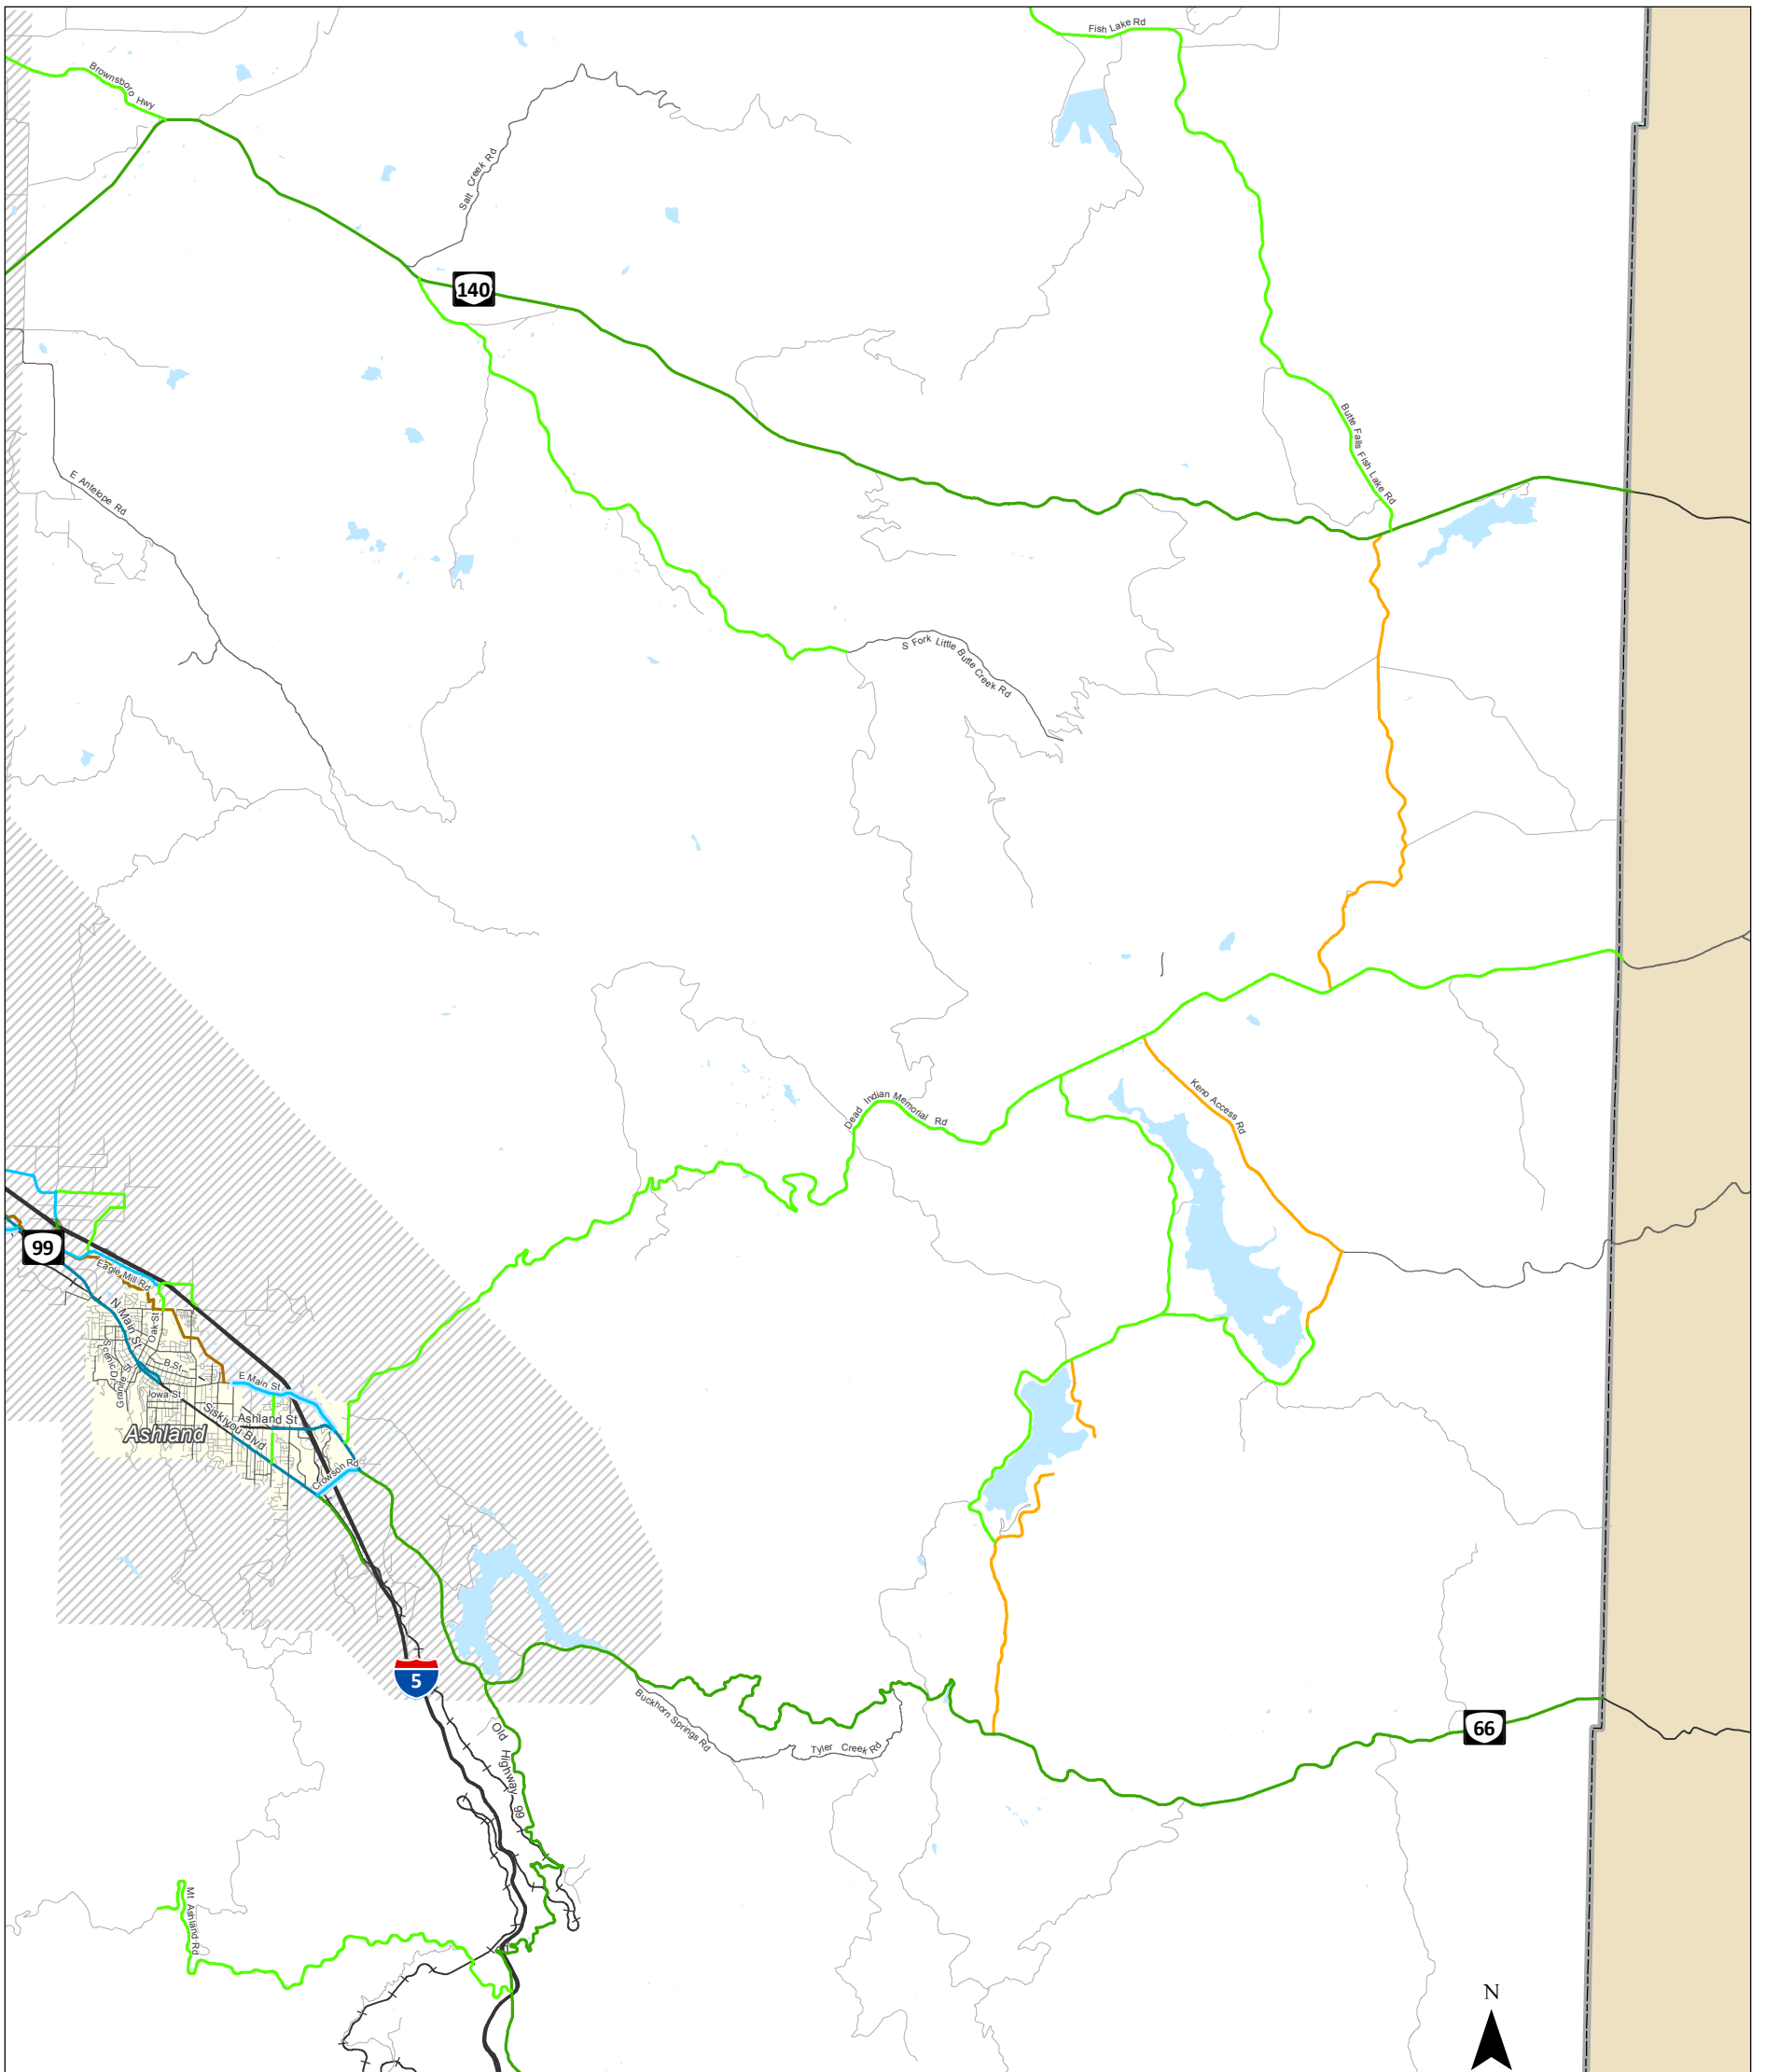 Fish Lake Rd
Brownsboro Hwy
Salt Creek Rd
140
Butte Falls Fish Lake Rd
E Antelope Rd
S Fork Little Butte Creek Rd
Keno Access Rd
Dead Indian Memorial Rd
99
Eagle Mill Rd
N Main St
Oak St
Scenic Dr
Granite St
B St
Iowa St
E Main St
Siskiyou Blvd
Ashland St
Ashland
Crowson Rd
5
Buckhorn Springs Rd
Tyler Creek Rd
66
Old Highway 99
Mt Ashland Rd
N